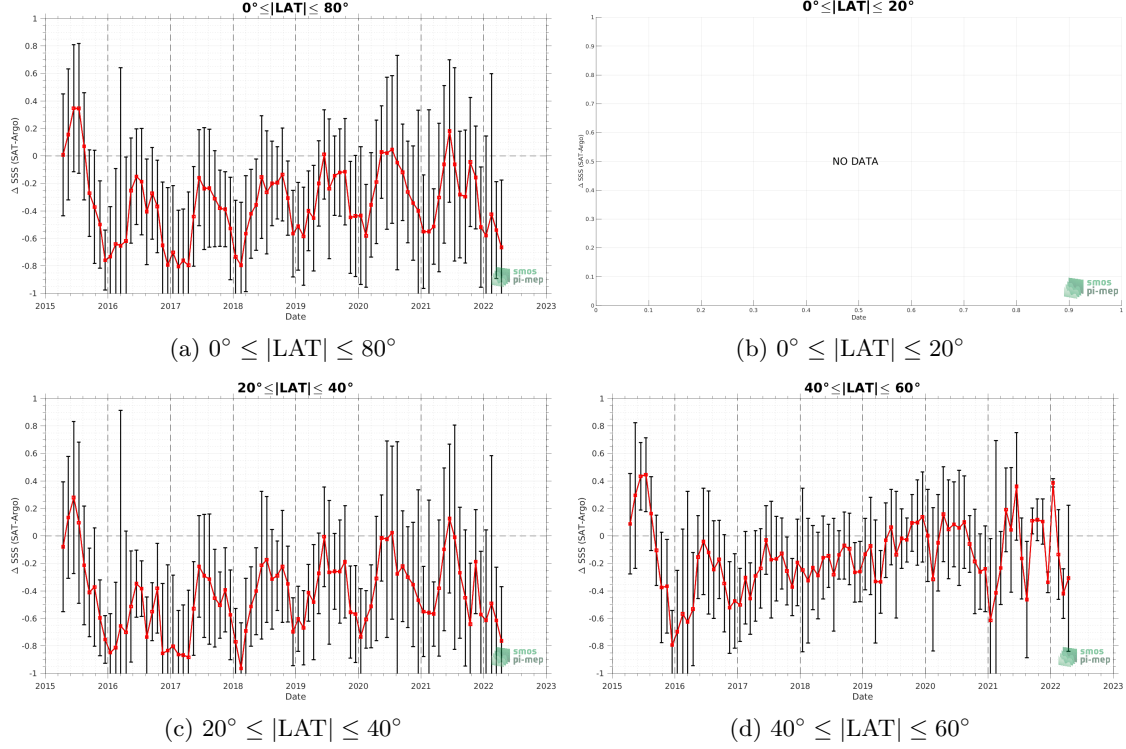 0°≤|LAT|≤ 80°
Δ SSS (SAT-Argo)
1
0.8
0.6
0.4
0.2
0
-0.2
-0.4
-0.6
-0.8
-1
2015 2016 2017 2018 2019 2020 2021 2022 2023
Date
smos
pi-mep
(a) 0° ≤ |LAT| ≤ 80°
0°≤|LAT|≤ 20°
Δ SSS (SAT-Argo)
1
0.9
0.8
0.7
0.6
0.5
0.4
0.3
0.2
0.1
0
NO DATA
0 0.1 0.2 0.3 0.4 0.5 0.6 0.7 0.8 0.9 1
Date
smos
pi-mep
(b) 0° ≤ |LAT| ≤ 20°
20°≤|LAT|≤ 40°
Δ SSS (SAT-Argo)
1
0.8
0.6
0.4
0.2
0
-0.2
-0.4
-0.6
-0.8
-1
2015 2016 2017 2018 2019 2020 2021 2022 2023
Date
smos
pi-mep
(c) 20° ≤ |LAT| ≤ 40°
40°≤|LAT|≤ 60°
Δ SSS (SAT-Argo)
1
0.8
0.6
0.4
0.2
0
-0.2
-0.4
-0.6
-0.8
-1
2015 2016 2017 2018 2019 2020 2021 2022 2023
Date
smos
pi-mep
(d) 40° ≤ |LAT| ≤ 60°